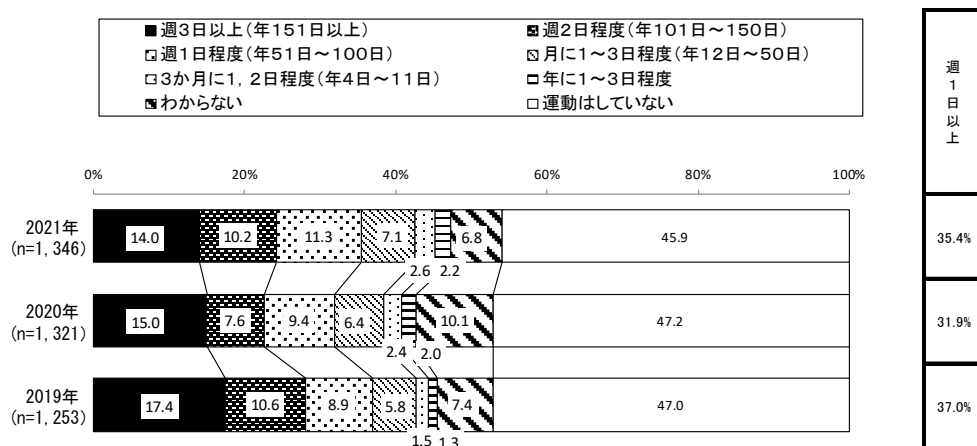 週3日以上(年151日以上) 週2日程度(年101日～150日)
週1日程度(年51日～100日) 月に1～3日程度(年12日～50日)
3か月に1，2日程度(年4日～11日) 年に1～3日程度
わからない 運動はしていない
週1日以上
0% 20% 40% 60% 80% 100%
2021年
(n=1，346)
14.0 10.2 11.3 7.1 6.8 45.9 35.4%
2.6 2.2
2020年
(n=1，321)
15.0 7.6 9.4 6.4 10.1 47.2 31.9%
2.4 2.0
2019年
(n=1，253)
17.4 10.6 8.9 5.8 7.4 47.0 37.0%
1.5 1.3